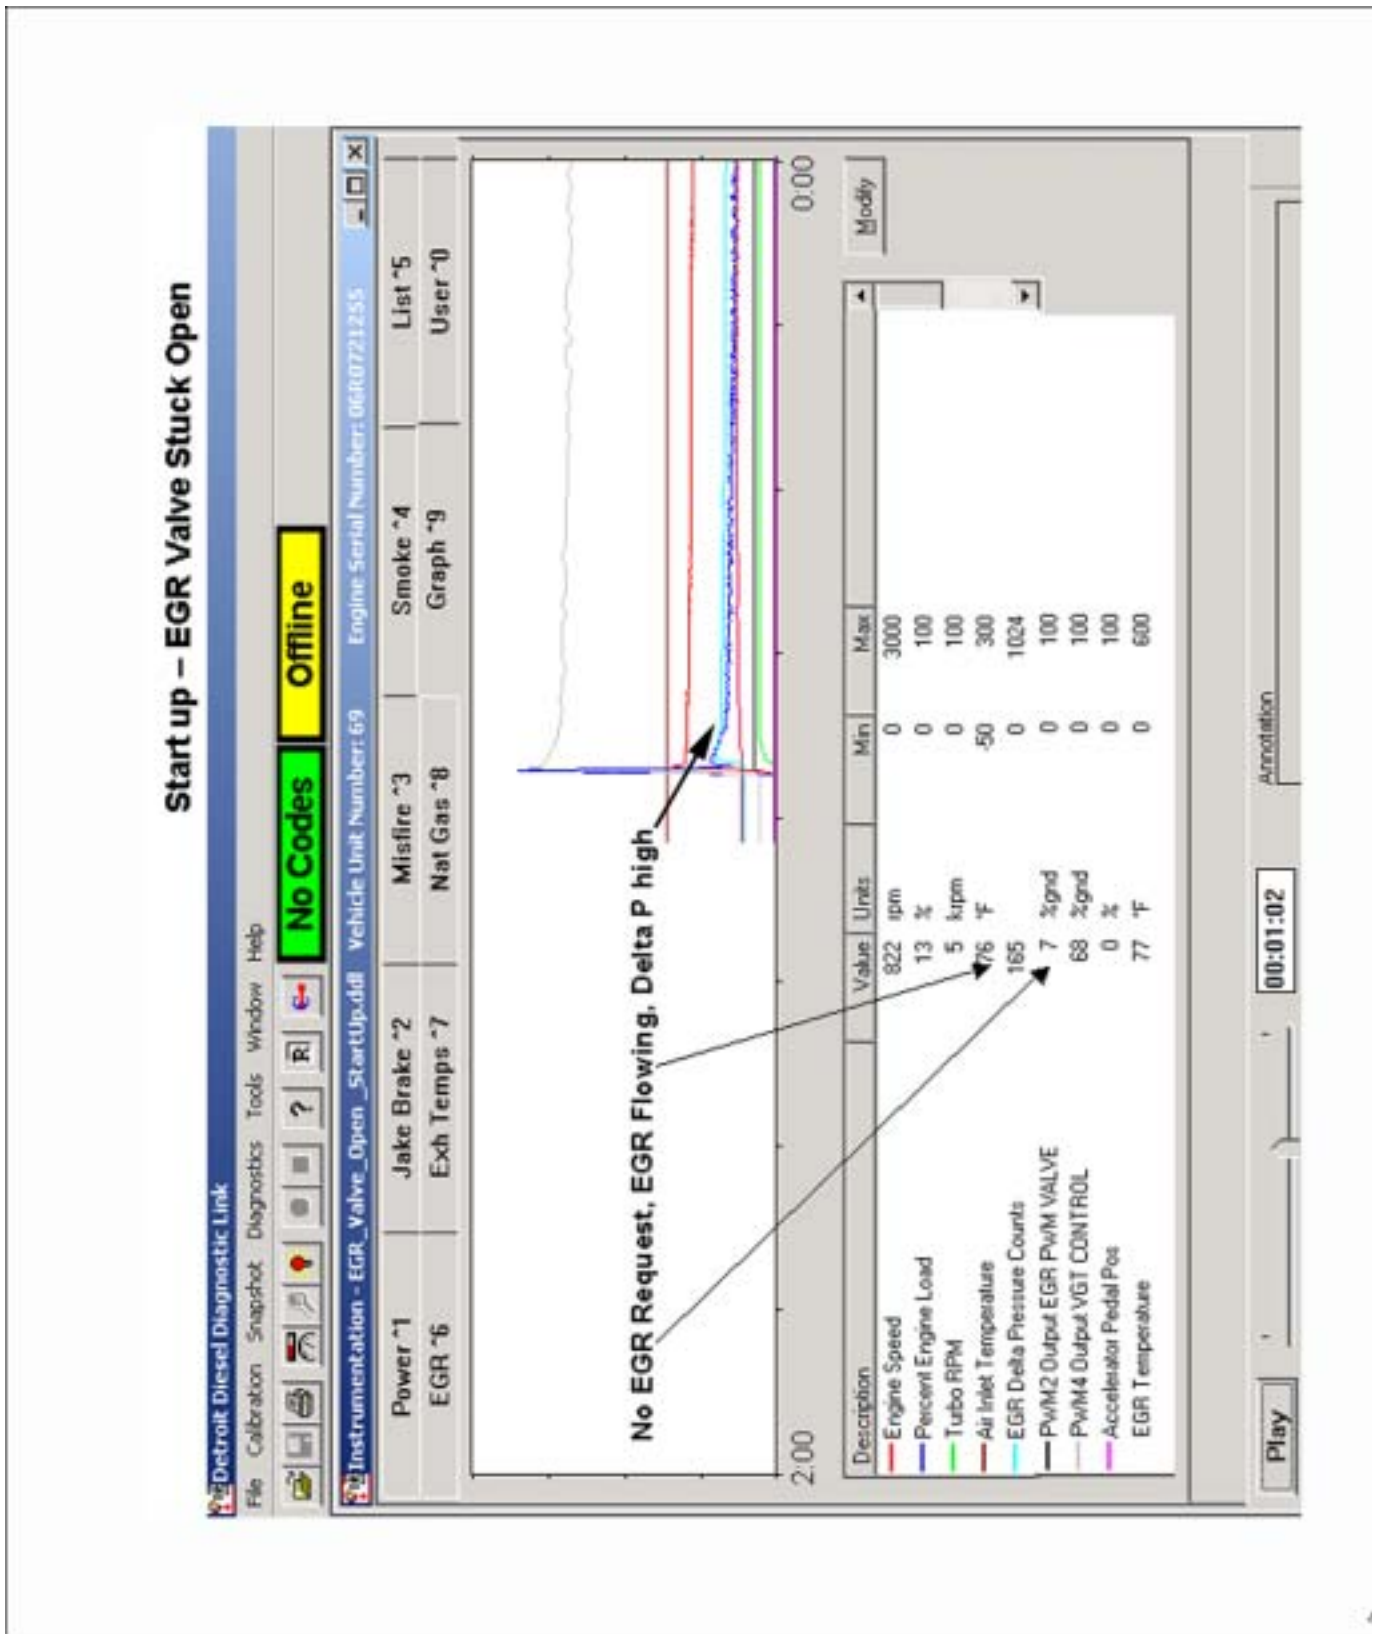 Start up – EGR Valve Stuck Open
Detroit Diesel Diagnostic Link
File Calibration Snapshot Diagnostics Tools Window Help
? R No Codes Offline
Instrumentation - EGR_Valve_Open _StartUp.ddl Vehicle Unit Number: 69 Engine Serial Number: 06R0721255
Power ^1 Jake Brake ^2 Misfire ^3 Smoke ^4 List ^5
EGR ^6 Exh Temps ^7 Nat Gas ^8 Graph ^9 User ^0
No EGR Request, EGR Flowing, Delta P high
2:00 0:00
Description Value Units Min Max Modify
Engine Speed 822 rpm 0 3000
Percent Engine Load 13 % 0 100
Turbo RPM 5 krpm 0 100
Air Inlet Temperature 76 °F -50 300
EGR Delta Pressure Counts 165 0 1024
PWM2 Output EGR PWM VALVE 7 %gnd 0 100
PWM4 Output VGT CONTROL 68 %gnd 0 100
Accelerator Pedal Pos 0 % 0 100
EGR Temperature 77 °F 0 600
Annotation
Play 00:01:02